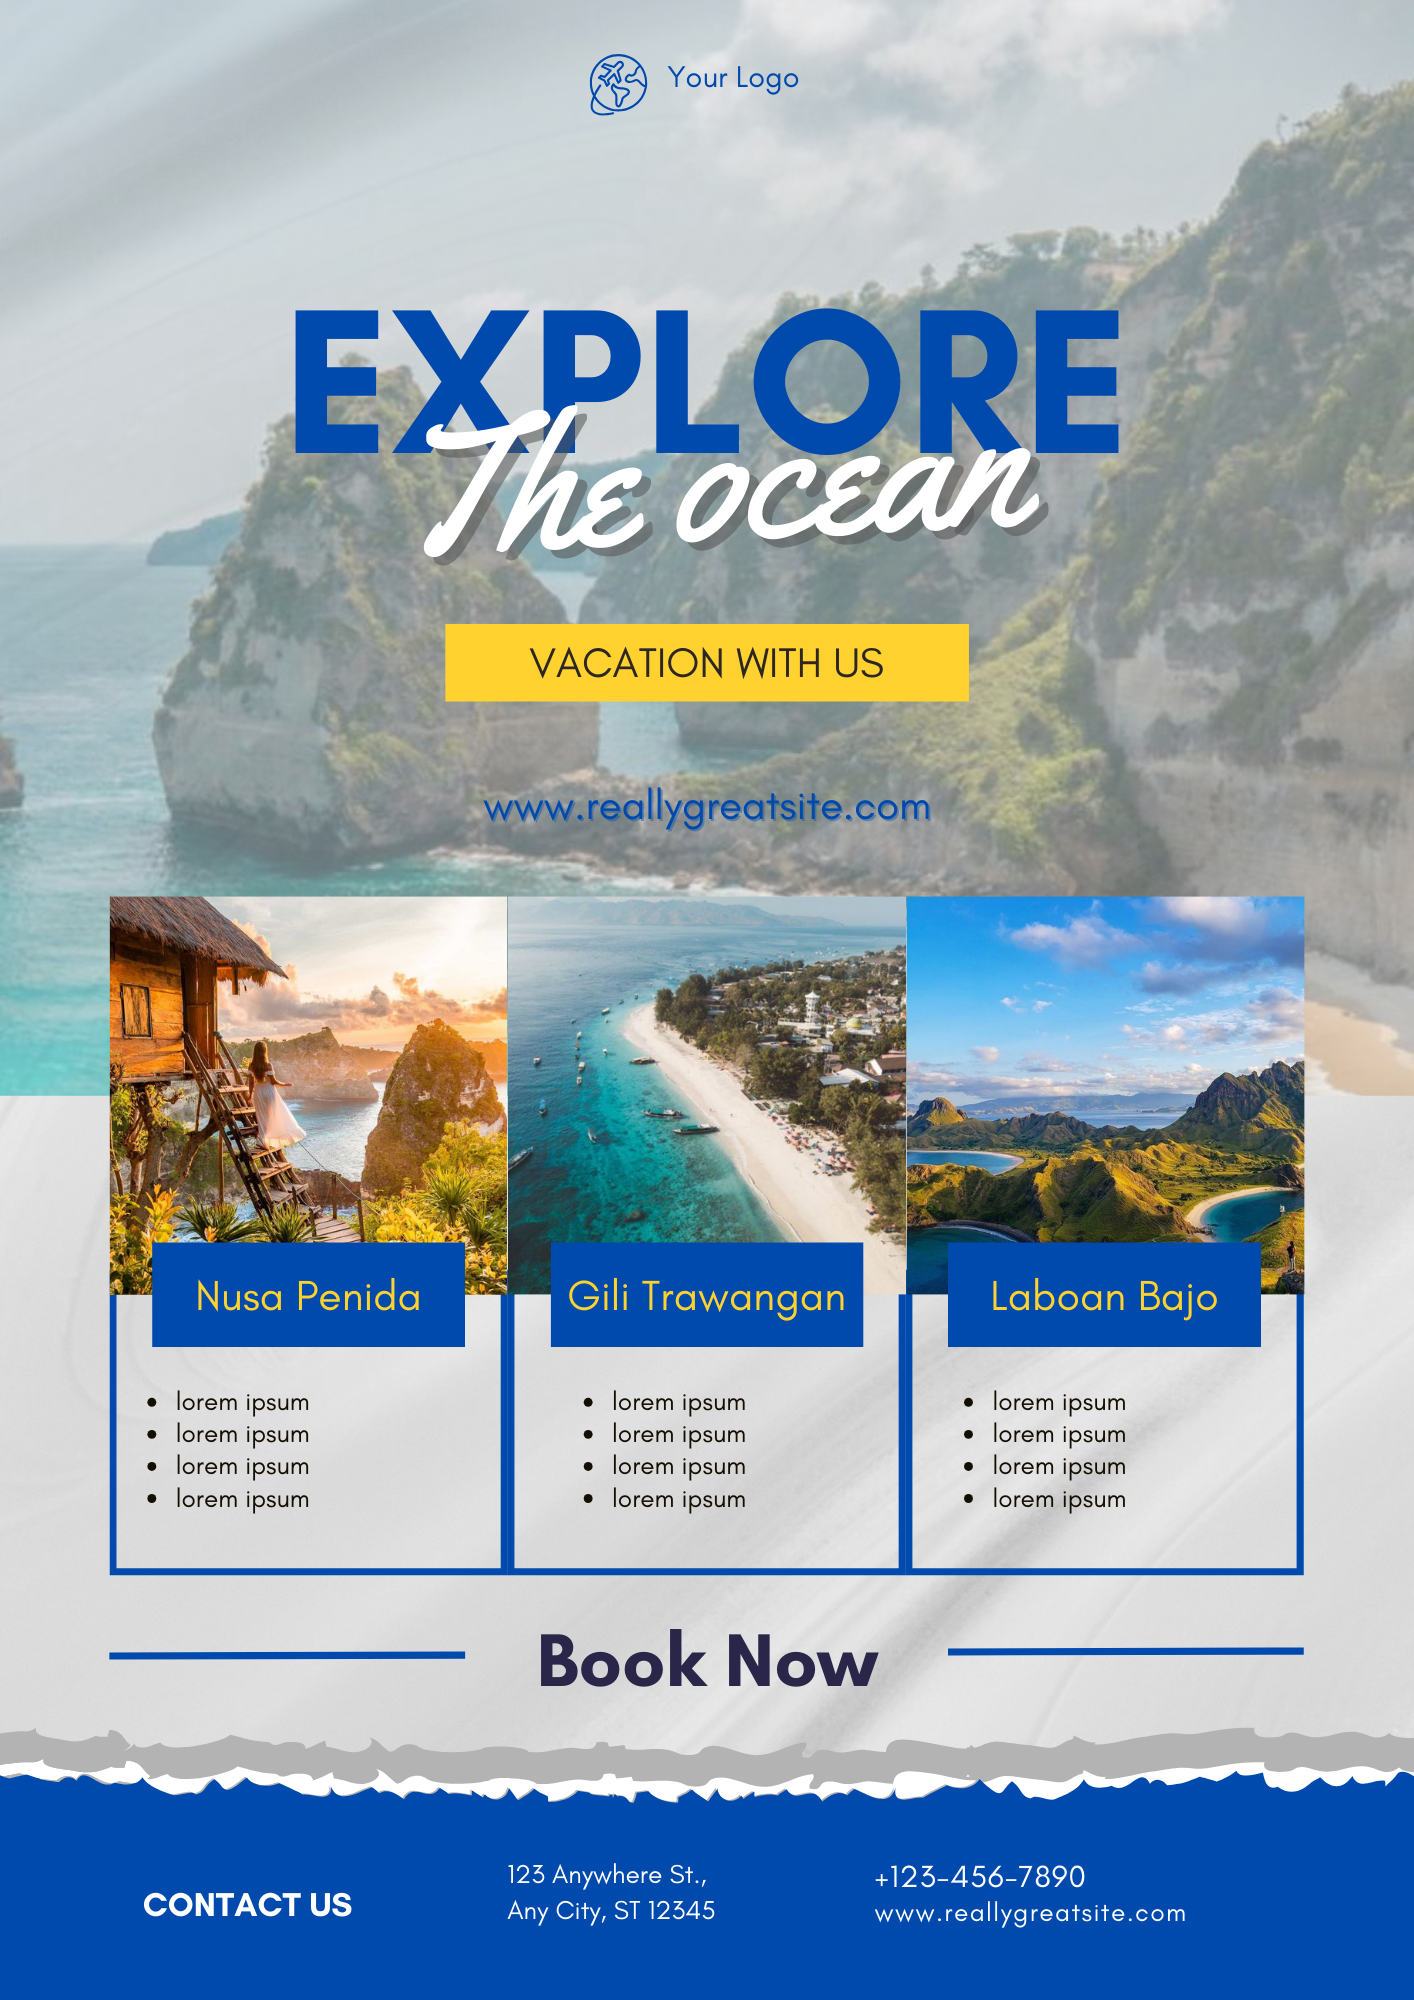 Your Logo
EXPLORE
The ocean
VACATION WITH US
www.reallygreatsite.com
Nusa Penida
Gili Trawangan
Laboan Bajo
• lorem ipsum
• lorem ipsum
• lorem ipsum
• lorem ipsum
• lorem ipsum
• lorem ipsum
• lorem ipsum
• lorem ipsum
• lorem ipsum
• lorem ipsum
• lorem ipsum
• lorem ipsum
Book Now
CONTACT US
123 Anywhere St.,
Any City, ST 12345
+123-456-7890
www.reallygreatsite.com